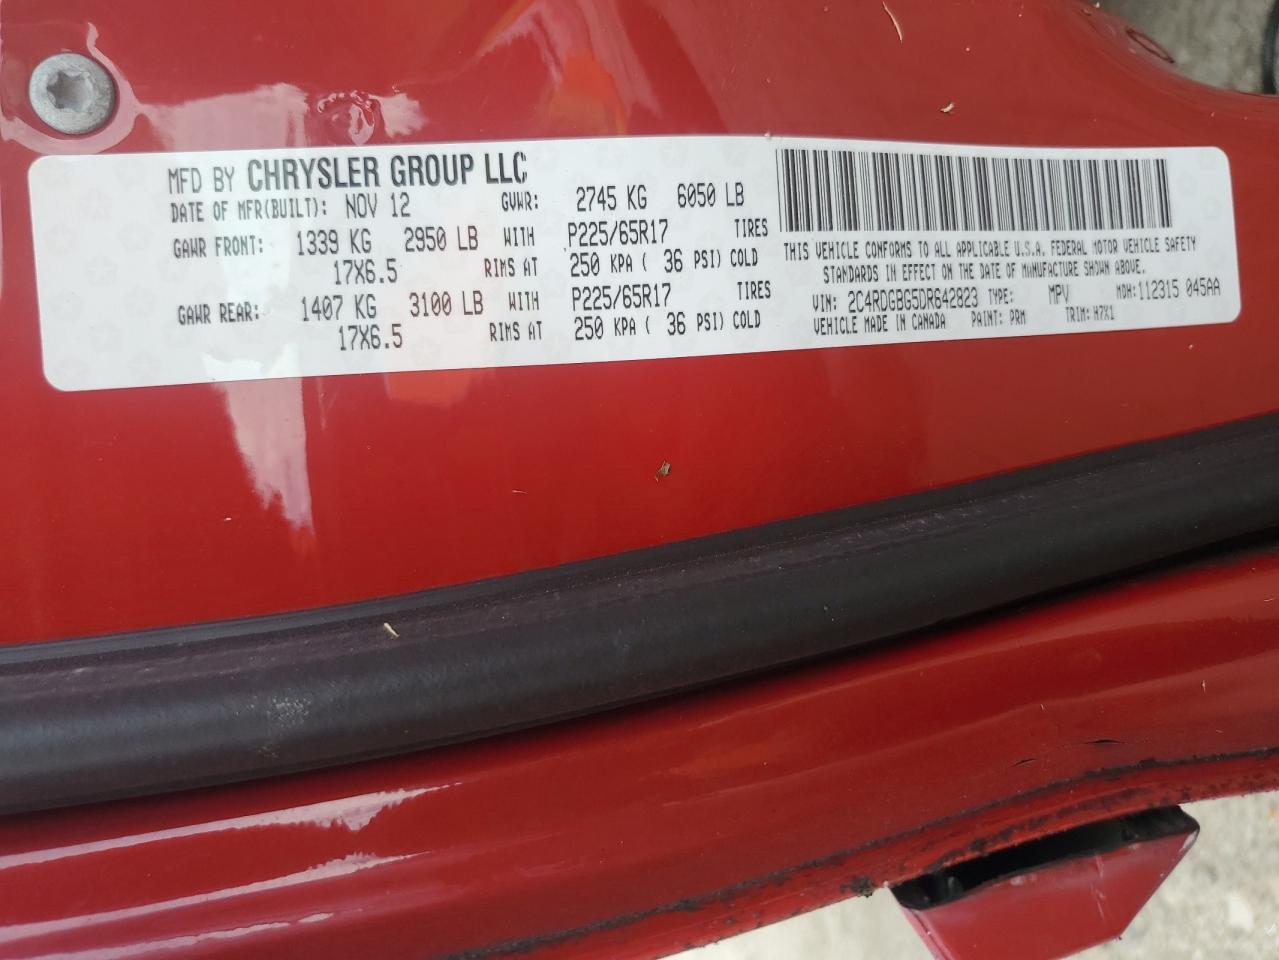 MFD BY CHRYSLER GROUP LLC
DATE OF MFR(BUILT): NOV 12 GVWR: 2745 KG 6050 LB
GAWR FRONT: 1339 KG 2950 LB WITH P225/65R17 TIRES
17X6.5 RIMS AT 250 KPA ( 36 PSI) COLD
GAWR REAR: 1407 KG 3100 LB WITH P225/65R17 TIRES
17X6.5 RIMS AT 250 KPA ( 36 PSI) COLD
THIS VEHICLE CONFORMS TO ALL APPLICABLE U.S.A. FEDERAL MOTOR VEHICLE SAFETY
STANDARDS IN EFFECT ON THE DATE OF MANUFACTURE SHOWN ABOVE.
VIN: 2C4RDGBG5DR642823 TYPE: MPV MDH:112315 045AA
VEHICLE MADE IN CANADA PAINT: PRM TRIM: H7X1